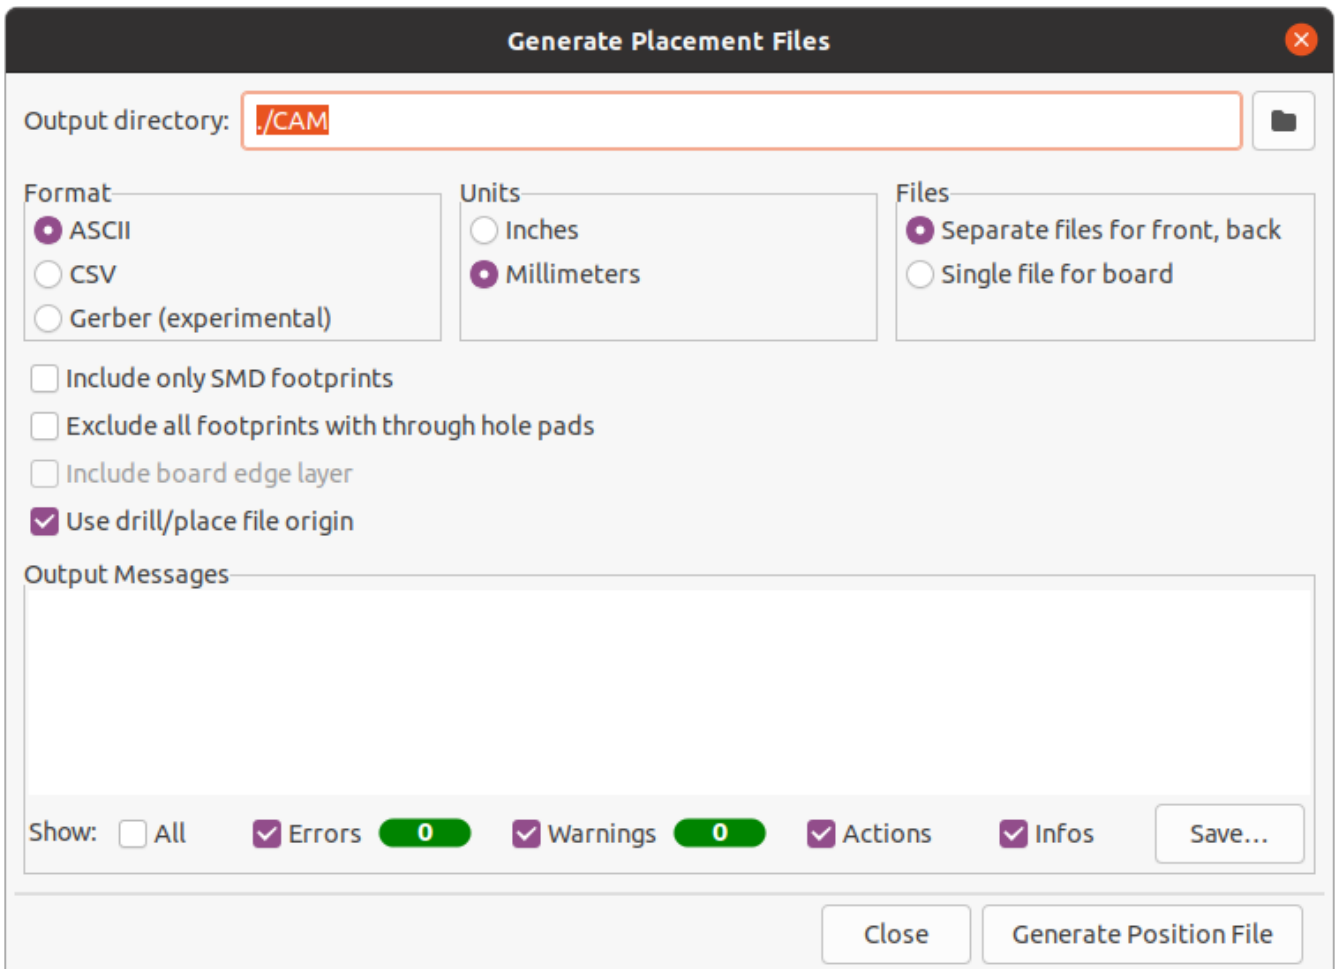 Generate Placement Files
Output directory: ./CAM
Format Units Files
ASCII Inches Separate files for front, back
CSV Millimeters Single file for board
Gerber (experimental)
Include only SMD footprints
Exclude all footprints with through hole pads
Include board edge layer
Use drill/place file origin
Output Messages
Show: All Errors 0 Warnings 0 Actions Infos Save...
Close Generate Position File